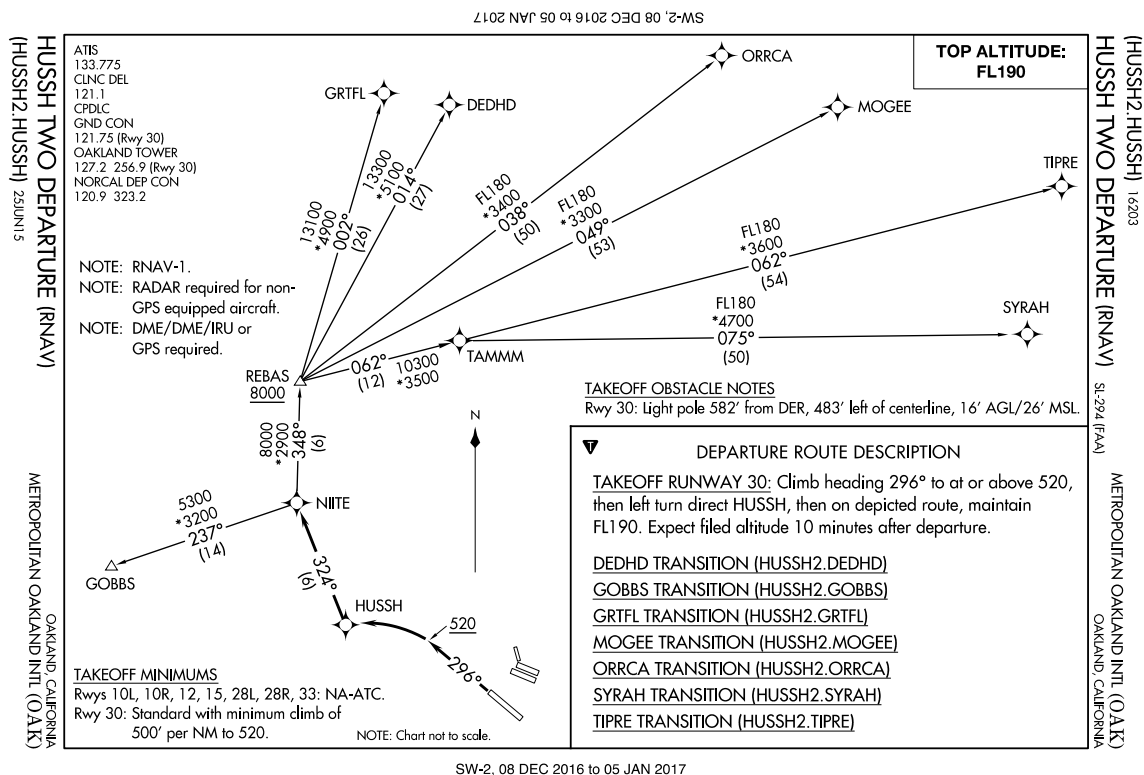 SW-2, 08 DEC 2016 to 05 JAN 2017
(HUSSH2.HUSSH) 25JUN15
HUSSH TWO DEPARTURE (RNAV)
METROPOLITAN OAKLAND INTL (OAK)
OAKLAND, CALIFORNIA
(HUSSH2.HUSSH) 16203
HUSSH TWO DEPARTURE (RNAV)
SL-294 (FAA)
METROPOLITAN OAKLAND INTL (OAK)
OAKLAND, CALIFORNIA
ATIS
133.775
CLNC DEL
121.1
CPDLC
GND CON
121.75 (Rwy 30)
OAKLAND TOWER
127.2 256.9 (Rwy 30)
NORCAL DEP CON
120.9 323.2
TOP ALTITUDE:
FL190
GRTFL
DEDHD
ORRCA
MOGEE
TIPRE
SYRAH
13100
*4900
002°
(26)
13300
*5100
014°
(27)
FL180
*3400
038°
(50)
FL180
*3300
049°
(53)
FL180
*3600
062°
(54)
FL180
*4700
075°
(50)
NOTE: RNAV-1.
NOTE: RADAR required for non-
GPS equipped aircraft.
NOTE: DME/DME/IRU or
GPS required.
REBAS
8000
062°
(12)
10300
*3500
TAMMM
8000
*2900
348°
(6)
N
NIITE
5300
*3200
237°
(14)
GOBBS
324°
(6)
HUSSH
520
296°
TAKEOFF MINIMUMS
Rwys 10L, 10R, 12, 15, 28L, 28R, 33: NA-ATC.
Rwy 30: Standard with minimum climb of
500' per NM to 520.
NOTE: Chart not to scale.
TAKEOFF OBSTACLE NOTES
Rwy 30: Light pole 582' from DER, 483' left of centerline, 16' AGL/26' MSL.
T
DEPARTURE ROUTE DESCRIPTION
TAKEOFF RUNWAY 30: Climb heading 296° to at or above 520,
then left turn direct HUSSH, then on depicted route, maintain
FL190. Expect filed altitude 10 minutes after departure.
DEDHD TRANSITION (HUSSH2.DEDHD)
GOBBS TRANSITION (HUSSH2.GOBBS)
GRTFL TRANSITION (HUSSH2.GRTFL)
MOGEE TRANSITION (HUSSH2.MOGEE)
ORRCA TRANSITION (HUSSH2.ORRCA)
SYRAH TRANSITION (HUSSH2.SYRAH)
TIPRE TRANSITION (HUSSH2.TIPRE)
SW-2, 08 DEC 2016 to 05 JAN 2017